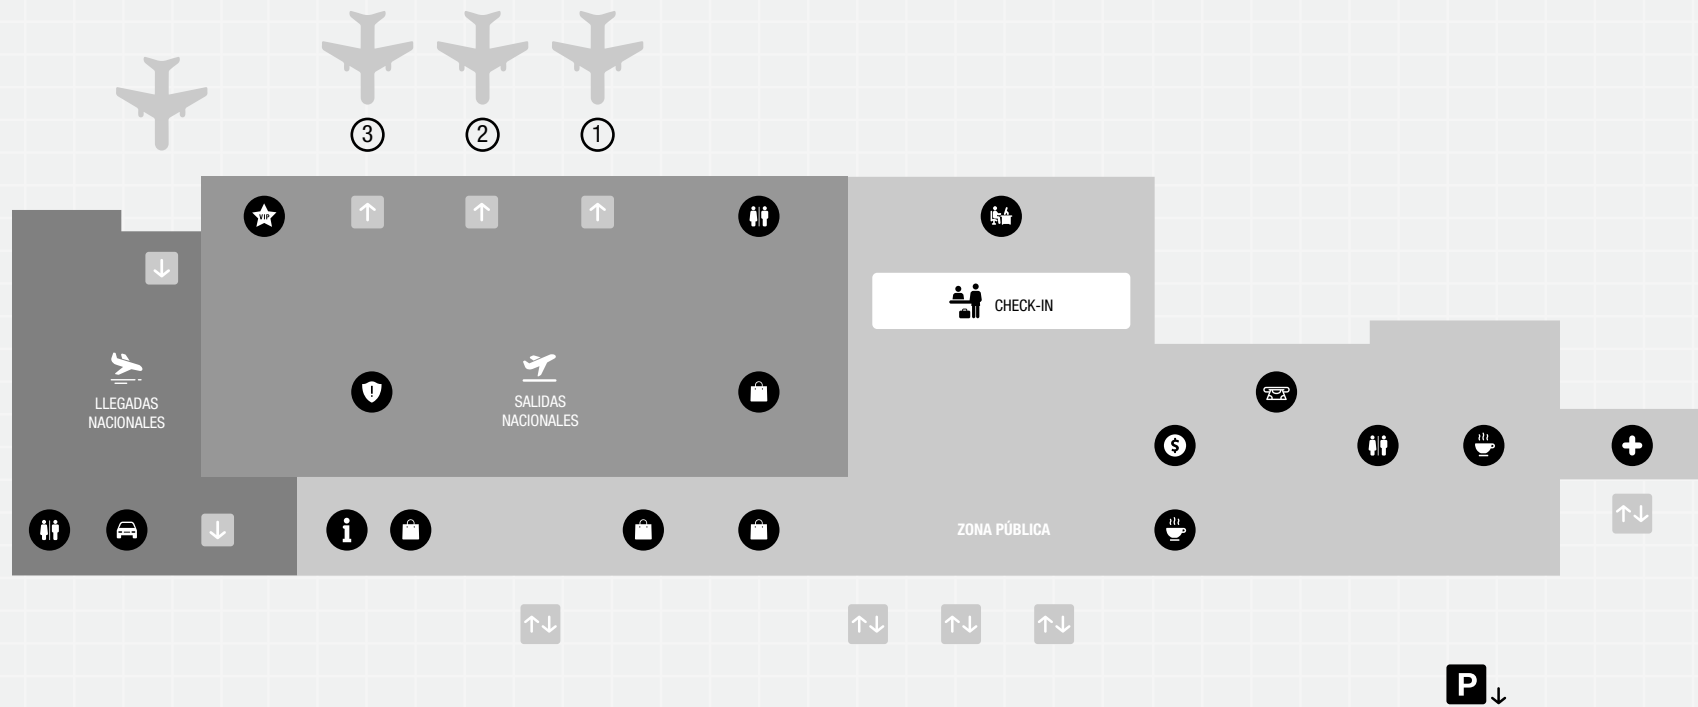 3
2
1
VIP
CHECK-IN
LLEGADAS
NACIONALES
SALIDAS
NACIONALES
$
i
ZONA PÚBLICA
P